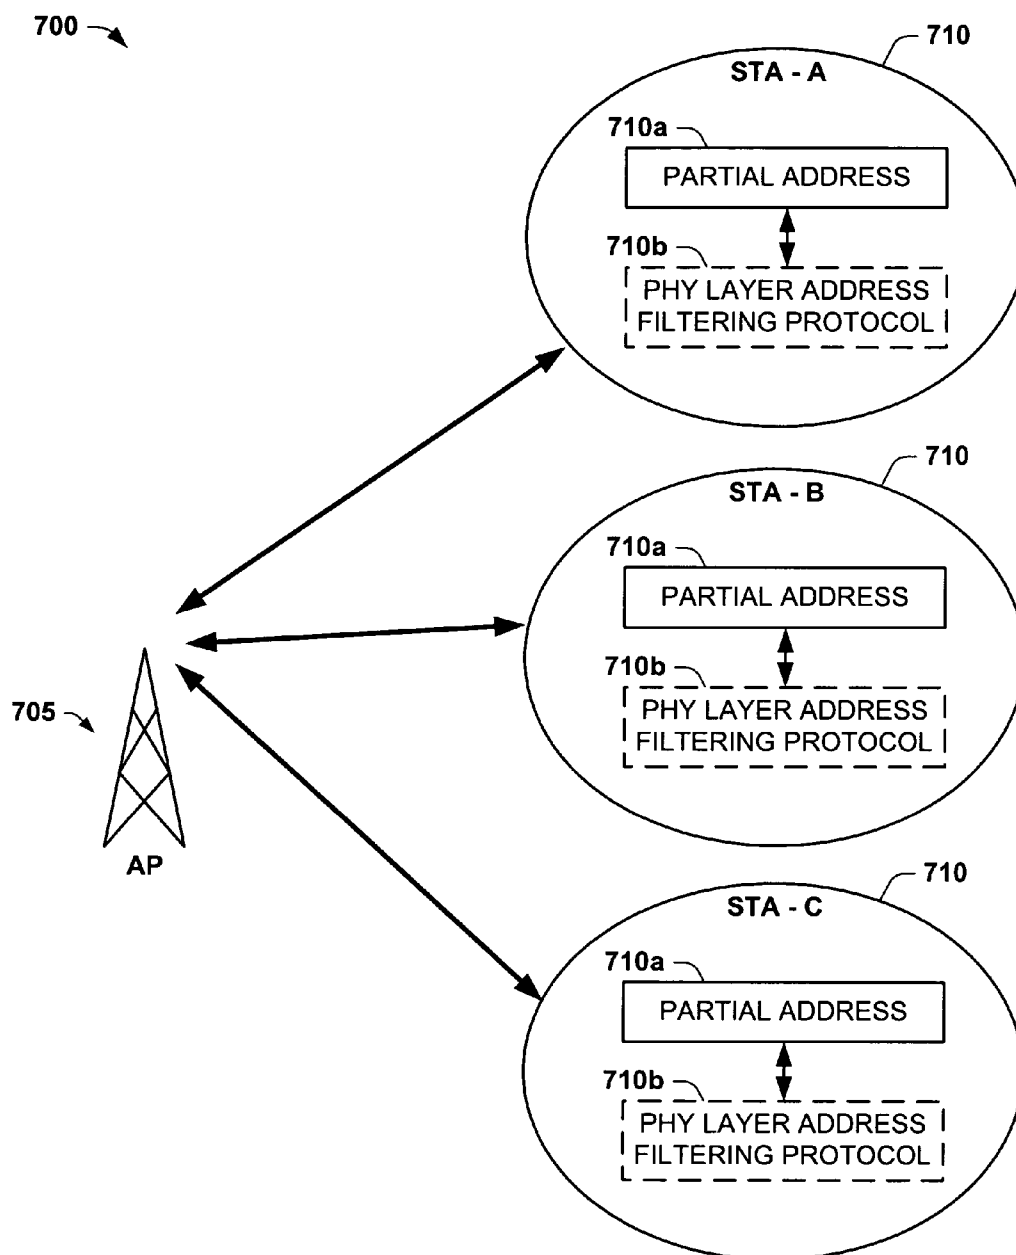 700
710
STA - A
710a
PARTIAL ADDRESS
710b
PHY LAYER ADDRESS
FILTERING PROTOCOL
710
STA - B
710a
PARTIAL ADDRESS
710b
PHY LAYER ADDRESS
FILTERING PROTOCOL
705
AP
710
STA - C
710a
PARTIAL ADDRESS
710b
PHY LAYER ADDRESS
FILTERING PROTOCOL